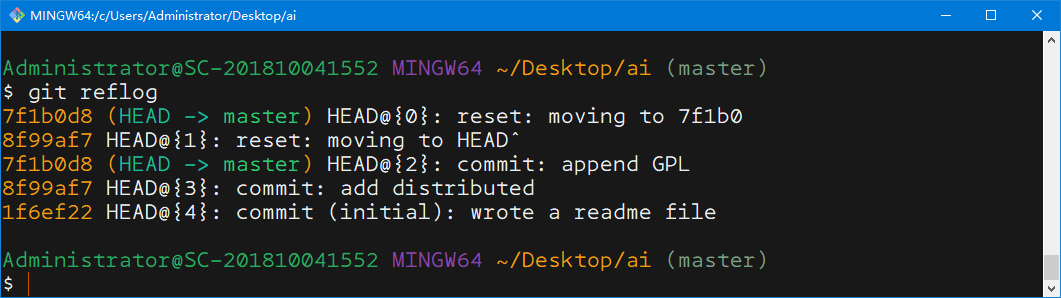 MINGW64:/c/Users/Administrator/Desktop/ai
Administrator@SC-201810041552 MINGW64 ~/Desktop/ai (master)
$ git reflog
7f1b0d8 (HEAD -> master) HEAD@{0}: reset: moving to 7f1b0
8f99af7 HEAD@{1}: reset: moving to HEAD^
7f1b0d8 (HEAD -> master) HEAD@{2}: commit: append GPL
8f99af7 HEAD@{3}: commit: add distributed
1f6ef22 HEAD@{4}: commit (initial): wrote a readme file
Administrator@SC-201810041552 MINGW64 ~/Desktop/ai (master)
$